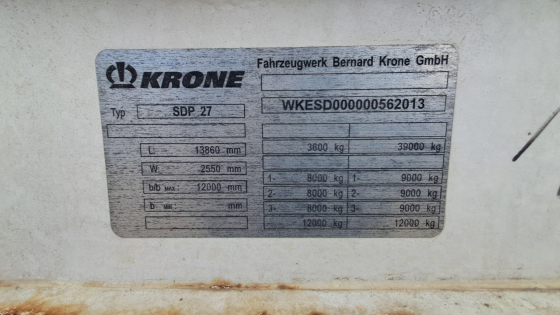 KRONE
Fahrzeugwerk Bernard Krone GmbH
Typ SDP 27
WKESD000000562013
L 13860 mm
W 2550 mm
b/b MAX 12000 mm
b MIN mm
3600 kg 39000 kg
1- 8000 kg 1- 9000 kg
2- 8000 kg 2- 9000 kg
3- 8000 kg 3- 9000 kg
12000 kg 12000 kg